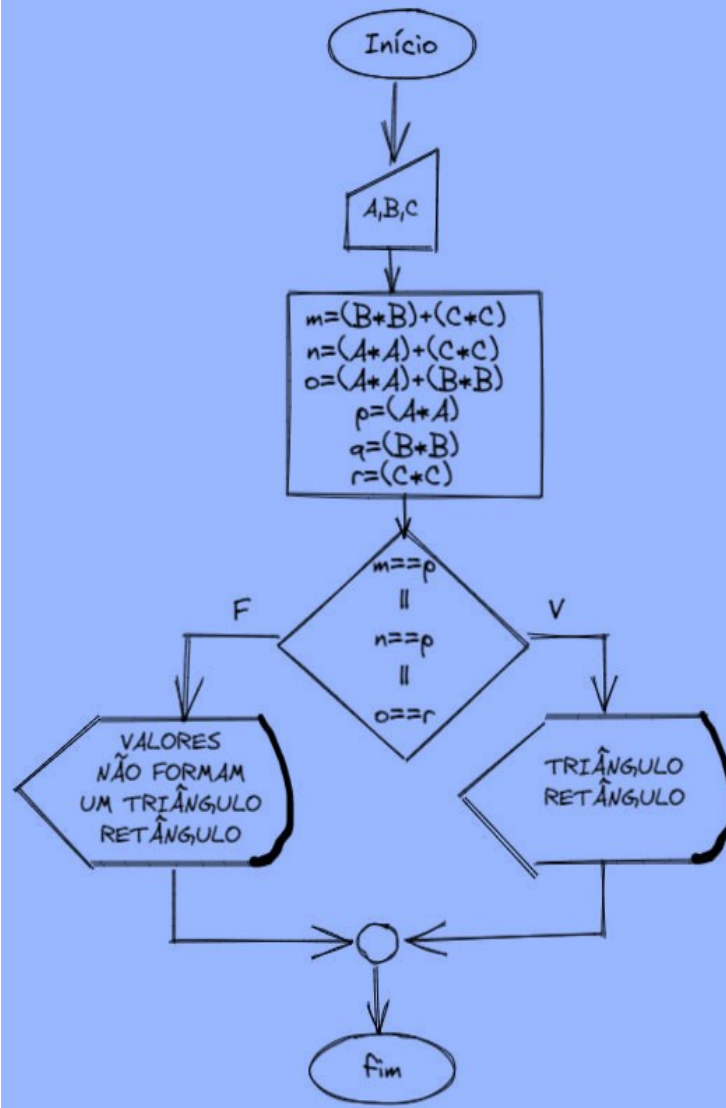 Início
A,B,C
m=(B*B)+(C*C)
n=(A*A)+(C*C)
o=(A*A)+(B*B)
p=(A*A)
q=(B*B)
r=(C*C)
m==p
||
n==p
||
o==r
F
V
VALORES
NÃO FORMAM
UM TRIÂNGULO
RETÂNGULO
TRIÂNGULO
RETÂNGULO
fim